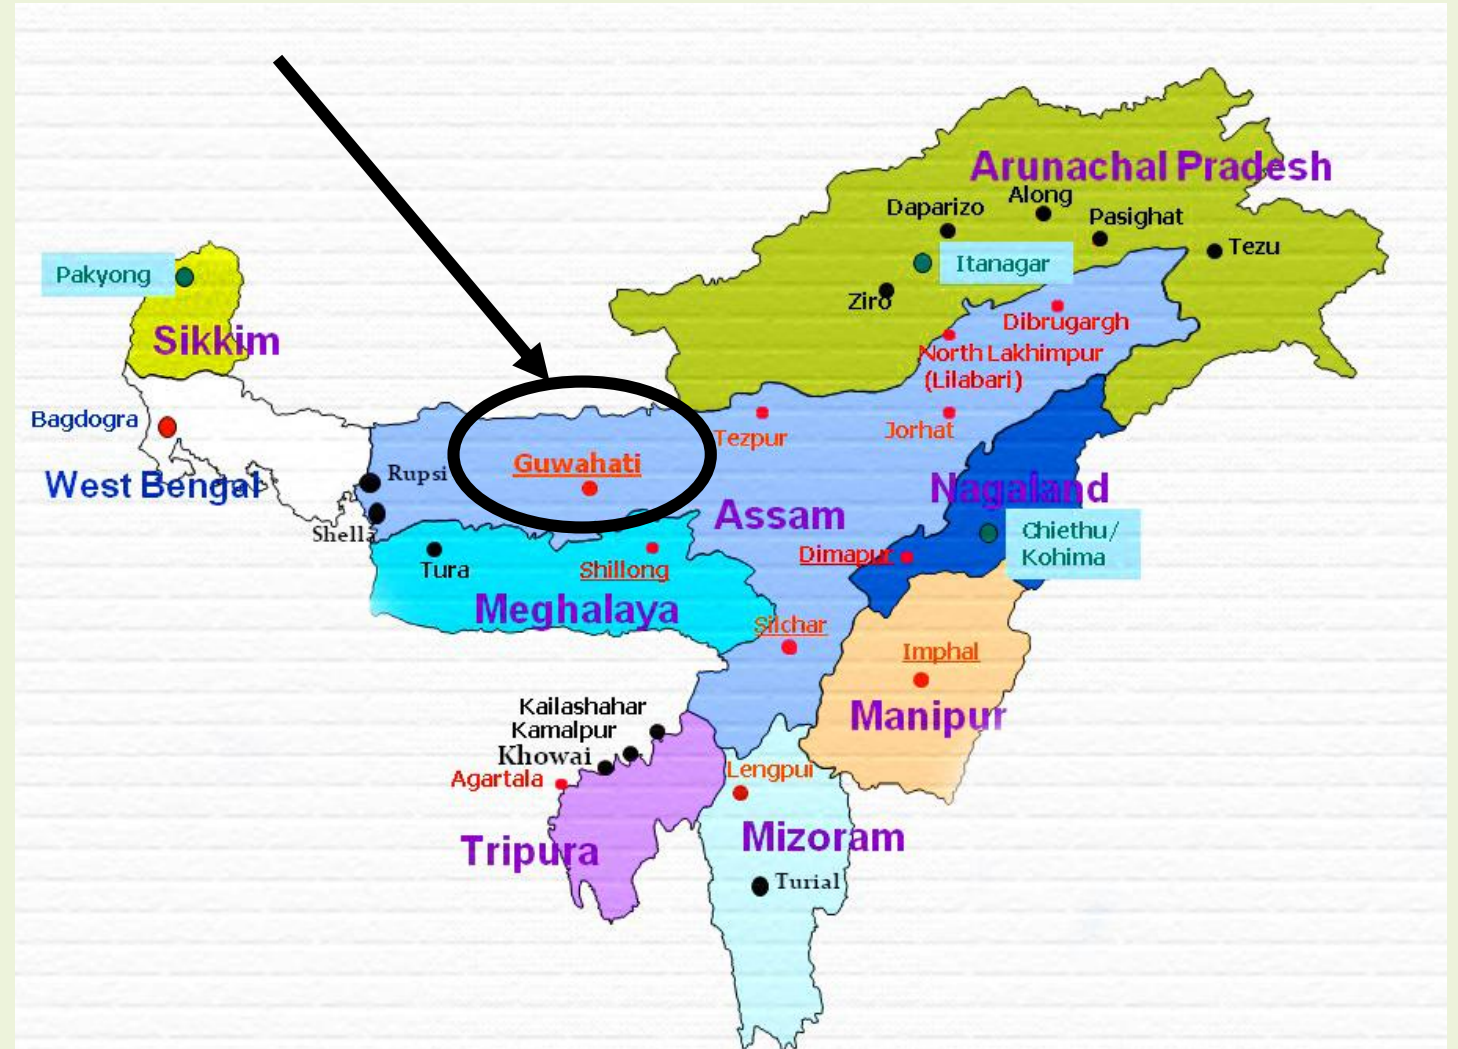 Arunachal Pradesh
Along
Daparizo
Pasighat
Tezu
Itanagar
Pakyong
Ziro
Dibrugargh
Sikkim
North Lakhimpur
(Lilabari)
Bagdogra
Jorhat
Tezpur
Guwahati
Rupsi
West Bengal
Nagaland
Assam
Shella
Chiethu/
Kohima
Dimapur
Tura
Shillong
Meghalaya
Silchar
Imphal
Kailashahar
Manipur
Kamalpur
Khowai
Lengpui
Agartala
Mizoram
Tripura
Turial